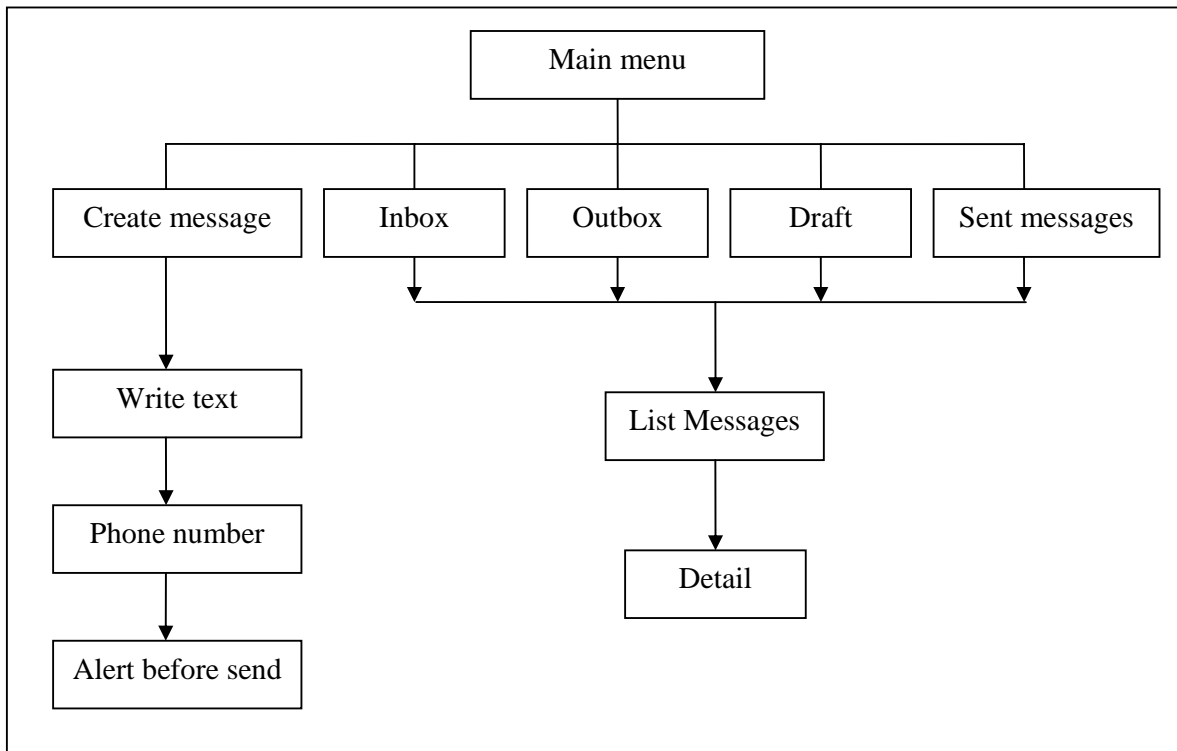 Main menu
Create message
Inbox
Outbox
Draft
Sent messages
Write text
List Messages
Phone number
Detail
Alert before send